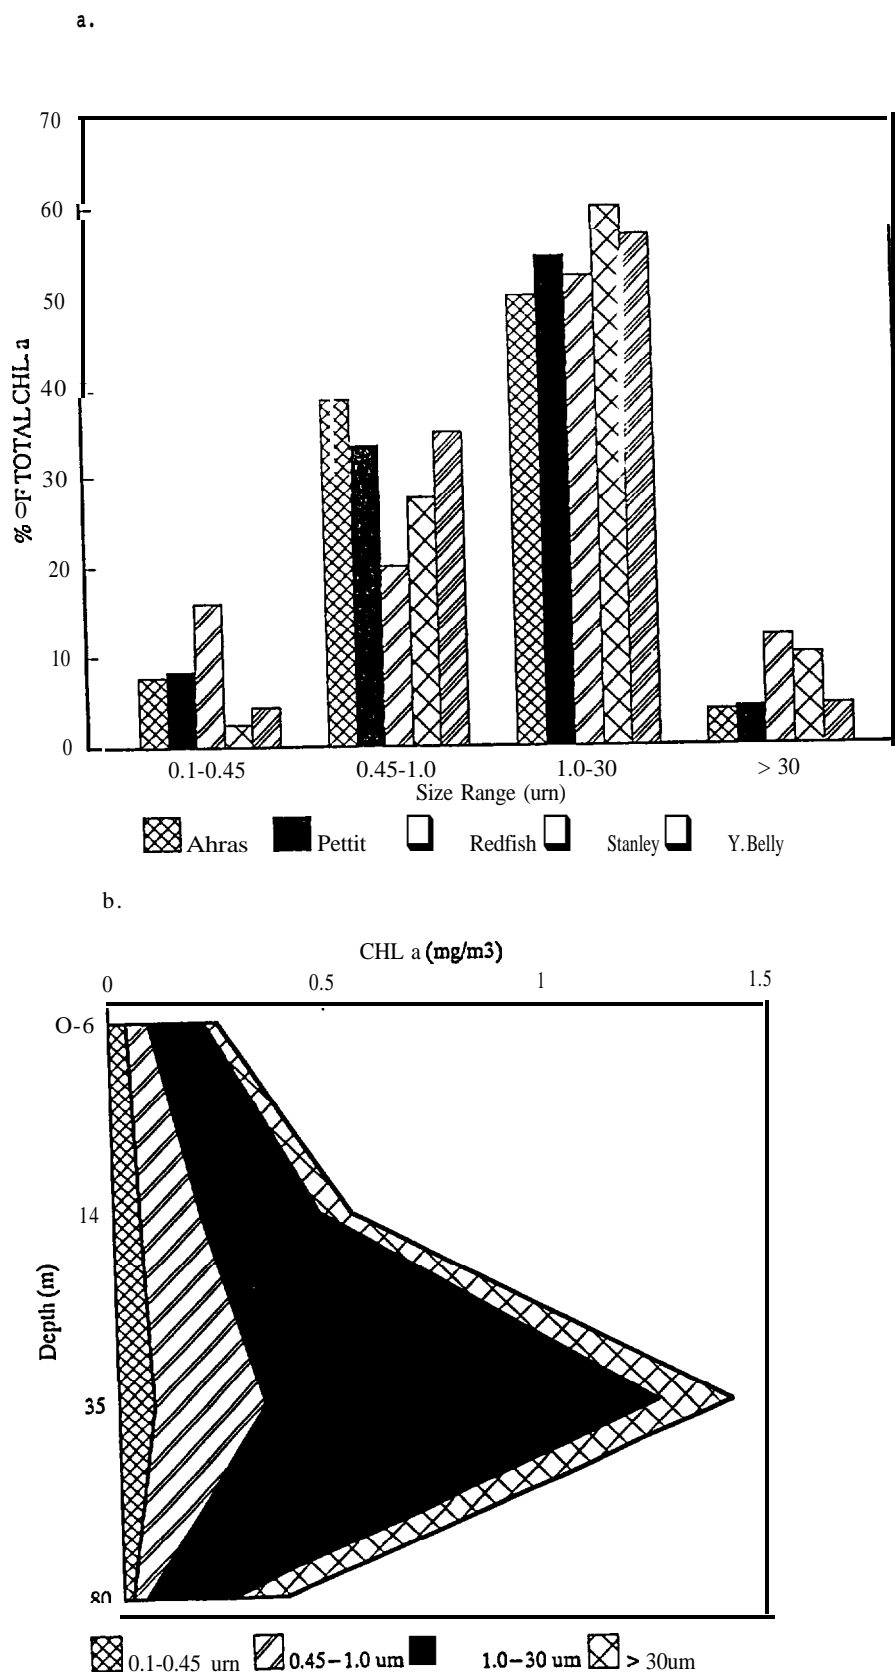 a.
70
60
50
40
30
20
10
0
% OF TOTAL CHL. a
0.1-0.45 0.45-1.0 1.0-30 > 30
Size Range (urn)
Ahras Pettit Redfish Stanley Y.Belly
b.
CHL a (mg/m3)
0 0.5 1 1.5
O-6
14
35
80
Depth (m)
0.1-0.45 urn 0.45-1.0 um 1.0-30 um > 30um